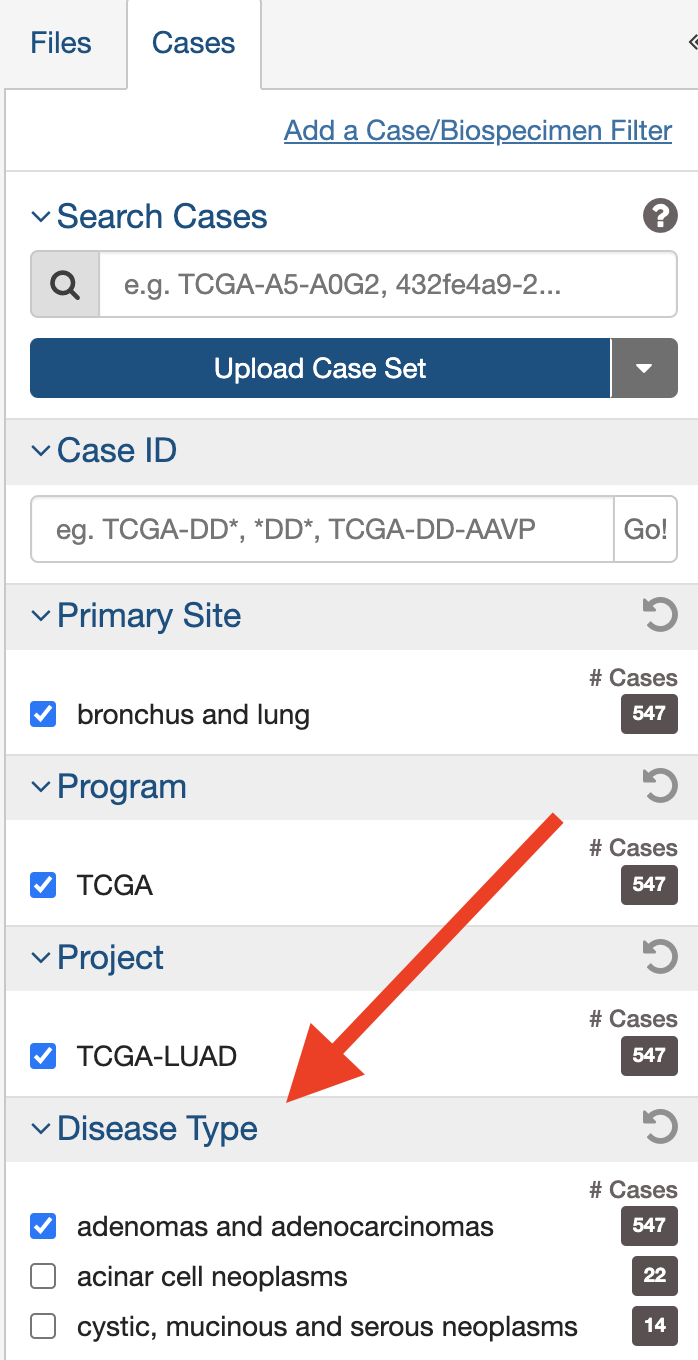 Files
Cases
Add a Case/Biospecimen Filter
Search Cases
?
e.g. TCGA-A5-A0G2, 432fe4a9-2...
Upload Case Set
Case ID
eg. TCGA-DD*, *DD*, TCGA-DD-AAVP
Go!
Primary Site
# Cases
bronchus and lung 547
Program
# Cases
TCGA 547
Project
# Cases
TCGA-LUAD 547
Disease Type
# Cases
adenomas and adenocarcinomas 547
acinar cell neoplasms 22
cystic, mucinous and serous neoplasms 14